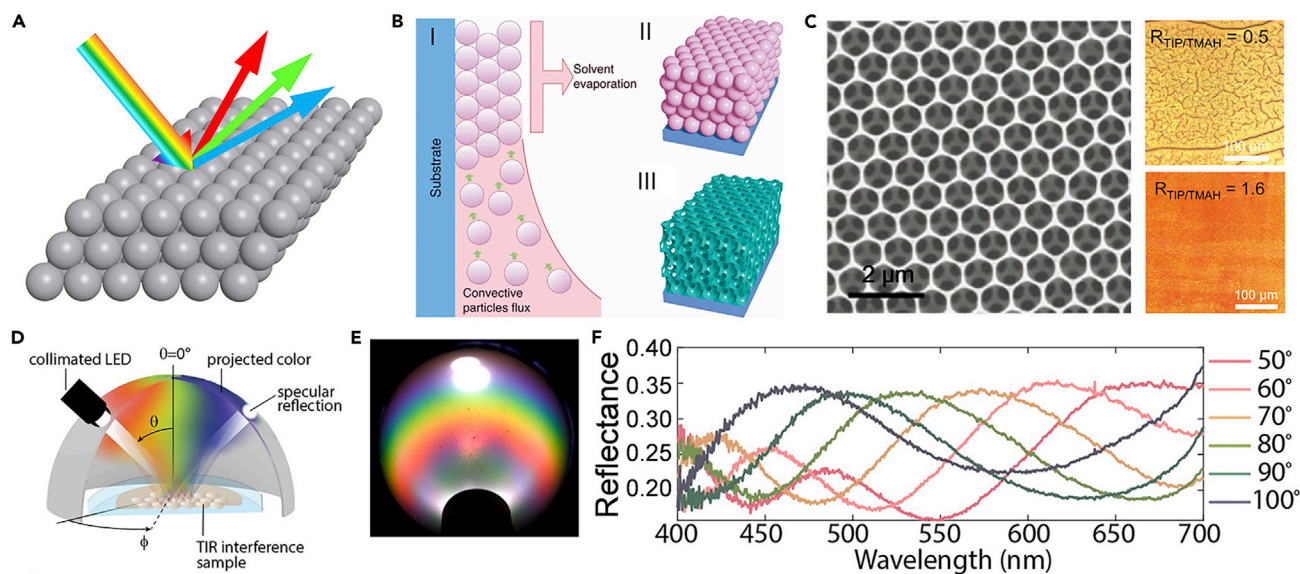 A
B
I
Substrate
Solvent
evaporation
Convective
particles flux
II
III
C
2 μm
R TIP/TMAH = 0.5
100 μm
R TIP/TMAH = 1.6
100 μm
D
collimated LED
θ=0°
projected color
specular
reflection
θ
ϕ
TIR interference
sample
E
F
Reflectance
0.40
0.35
0.30
0.25
0.20
400
450
500
550
600
650
700
Wavelength (nm)
50°
60°
70°
80°
90°
100°